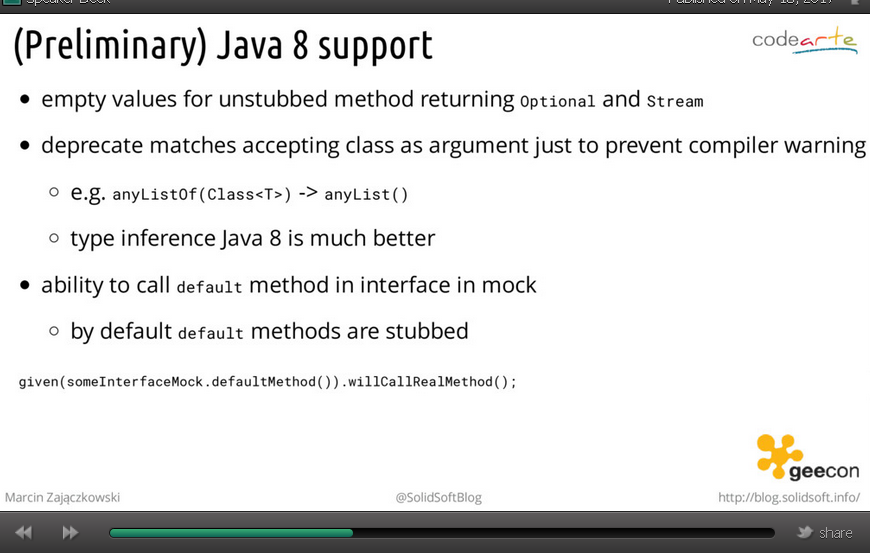 Speaker Deck
Published on May 18, 2017
(Preliminary) Java 8 support
codearte
• empty values for unstubbed method returning Optional and Stream
• deprecate matches accepting class as argument just to prevent compiler warning
○ e.g. anyListOf(Class<T>) -> anyList()
○ type inference Java 8 is much better
• ability to call default method in interface in mock
○ by default default methods are stubbed
given(someInterfaceMock.defaultMethod()).willCallRealMethod();
geecon
Marcin Zajączkowski
@SolidSoftBlog
http://blog.solidsoft.info/
share